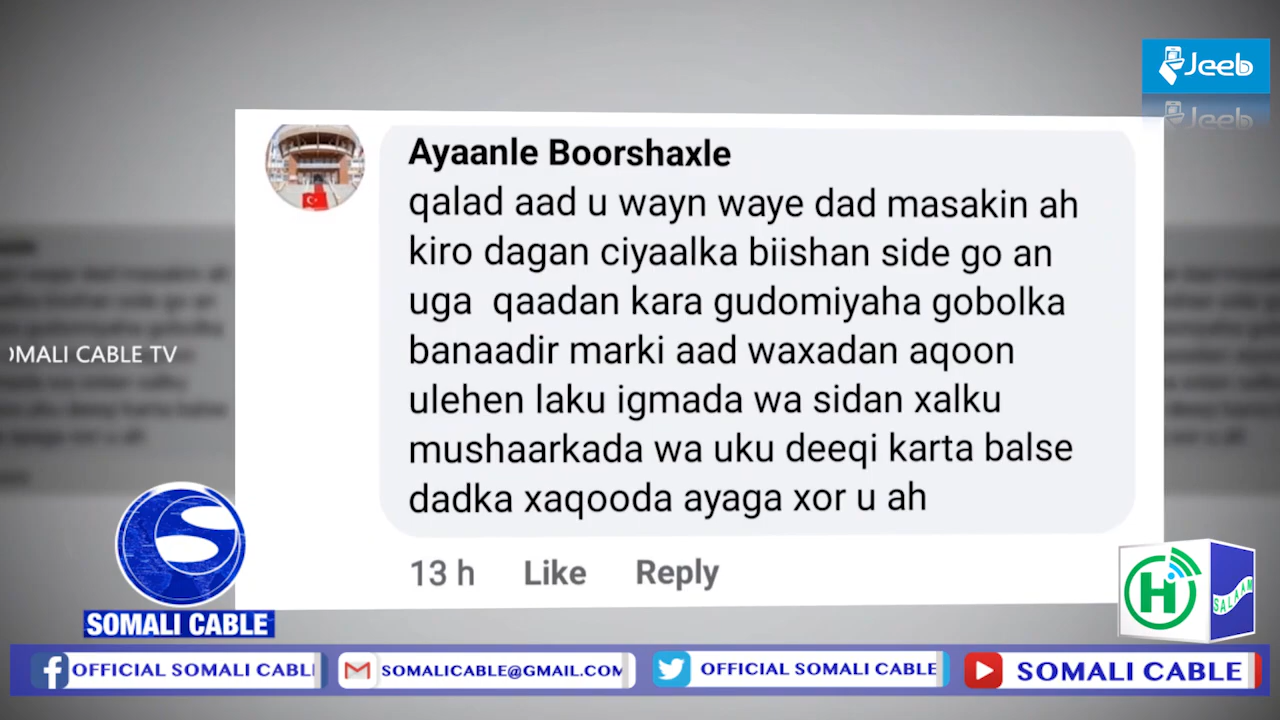 Jeeb
Ayaanle Boorshaxle
qalad aad u wayn waye dad masakin ah
kiro dagan ciyaalka biishan side go an
uga qaadan kara gudomiyaha gobolka
banaadir marki aad waxadan aqoon
ulehen laku igmada wa sidan xalku
mushaarkada wa uku deeqi karta balse
dadka xaqooda ayaga xor u ah
13 h Like Reply
OMALI CABLE TV
SOMALI CABLE
H
SALAAM
OFFICIAL SOMALI CABL
SOMALICABLE@GMAIL.COM
OFFICIAL SOMALI CABLE
SOMALI CABLE